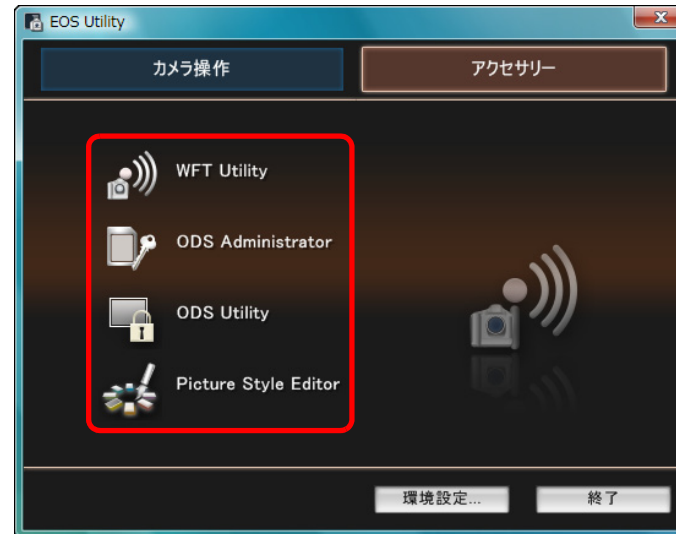 EOS Utility
カメラ操作
アクセサリー
WFT Utility
ODS Administrator
ODS Utility
Picture Style Editor
環境設定...
終了